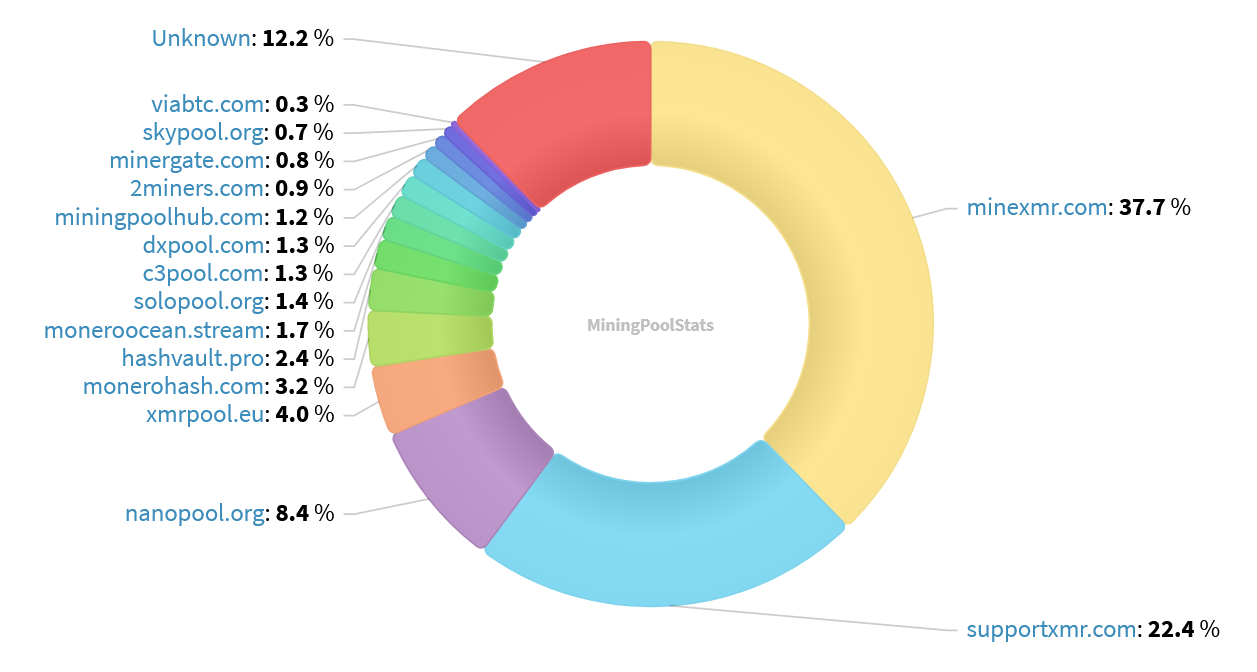 Unknown: 12.2 %
viabtc.com: 0.3 %
skypool.org: 0.7 %
minergate.com: 0.8 %
2miners.com: 0.9 %
miningpoolhub.com: 1.2 %
dxpool.com: 1.3 %
c3pool.com: 1.3 %
solopool.org: 1.4 %
moneroocean.stream: 1.7 %
hashvault.pro: 2.4 %
monerohash.com: 3.2 %
xmrpool.eu: 4.0 %
nanopool.org: 8.4 %
MiningPoolStats
minexmr.com: 37.7 %
supportxmr.com: 22.4 %